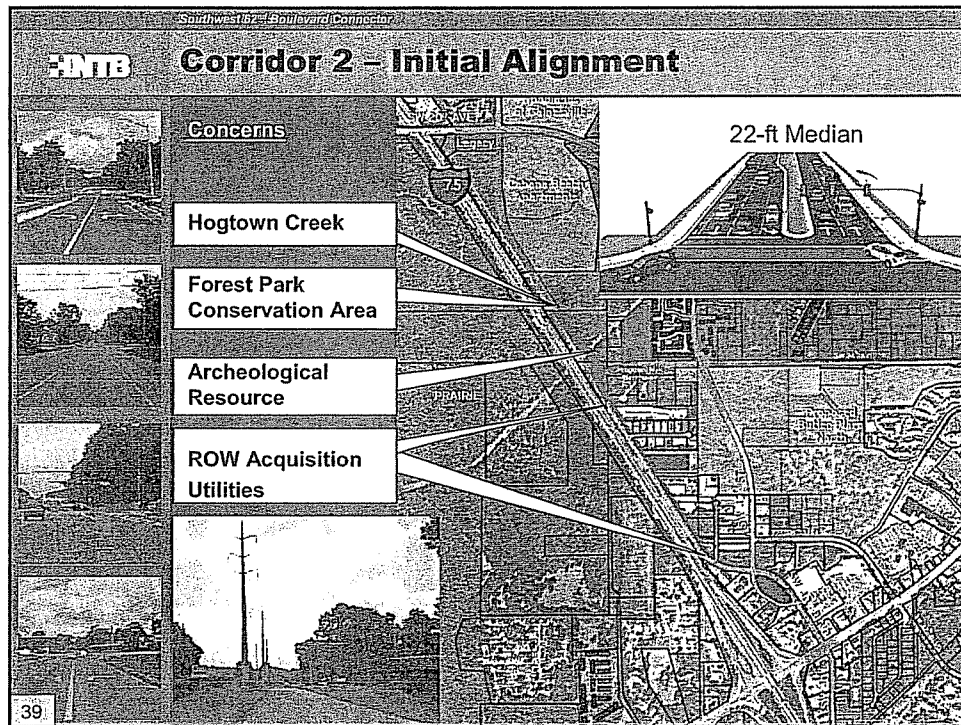 Southwest 62nd Boulevard Connector
HNTB
Corridor 2 – Initial Alignment
Concerns
Hogtown Creek
Forest Park
Conservation Area
Archeological
Resource
ROW Acquisition
Utilities
22-ft Median
75
PRAIRIE
39